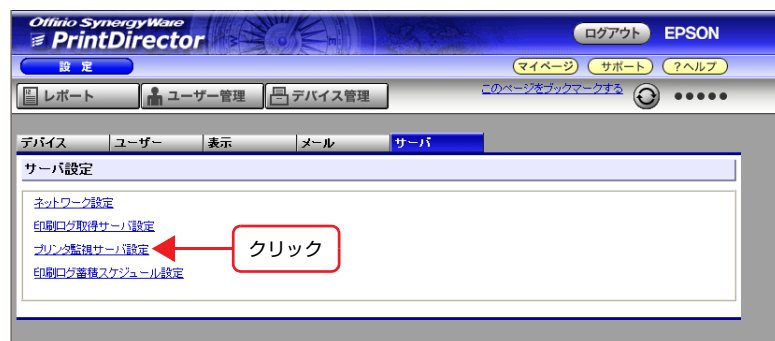 Offirio SynergyWare
PrintDirector
ログアウト EPSON
設 定
マイページ サポート ?ヘルプ
レポート ユーザー管理 デバイス管理 このページをブックマークする
デバイス ユーザー 表示 メール サーバ
サーバ設定
ネットワーク設定
印刷ログ取得サーバ設定
プリンタ監視サーバ設定 クリック
印刷ログ蓄積スケジュール設定